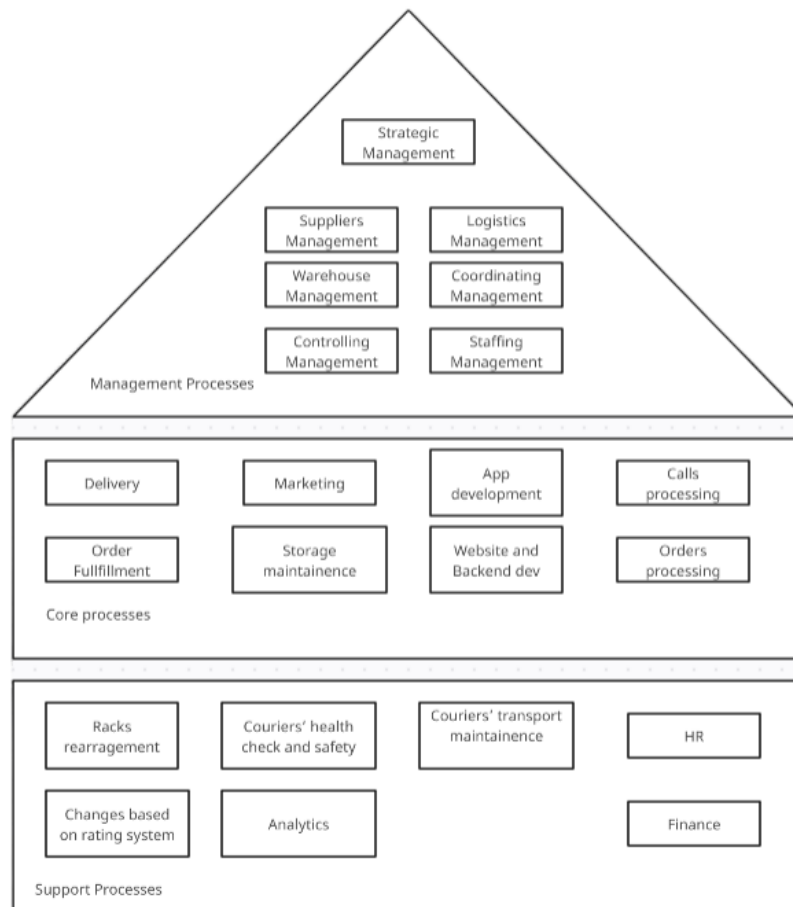 Strategic
Management
Suppliers
Management
Logistics
Management
Warehouse
Management
Coordinating
Management
Controlling
Management
Staffing
Management
Management Processes
Delivery
Marketing
App
development
Calls
processing
Order
Fullfillment
Storage
maintainence
Website and
Backend dev
Orders
processing
Core processes
Racks
rearragement
Couriers' health
check and safety
Couriers' transport
maintainence
HR
Changes based
on rating system
Analytics
Finance
Support Processes